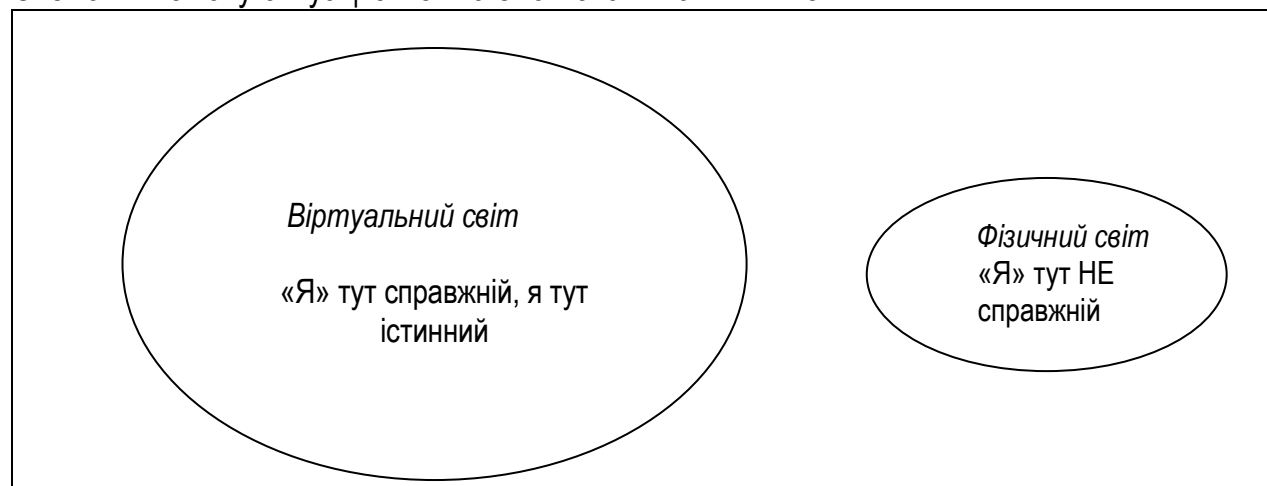 Віртуальний світ
«Я» тут справжній, я тут
істинний
Фізичний світ
«Я» тут НЕ
справжній